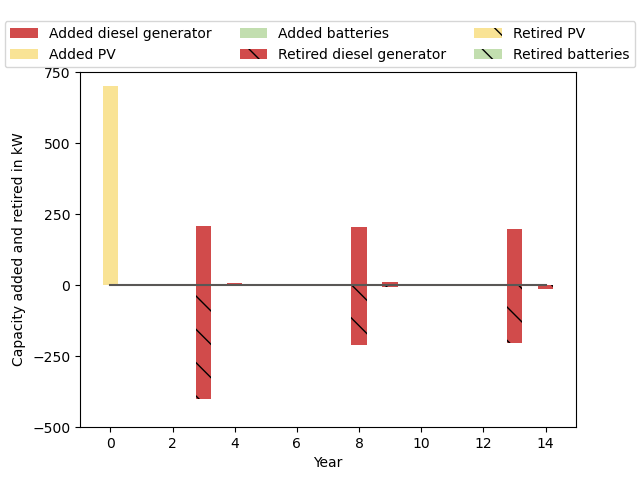 Added diesel generator
Added PV
Added batteries
Retired diesel generator
Retired PV
Retired batteries
750
500
250
0
−250
−500
Capacity added and retired in kW
0 2 4 6 8 10 12 14
Year